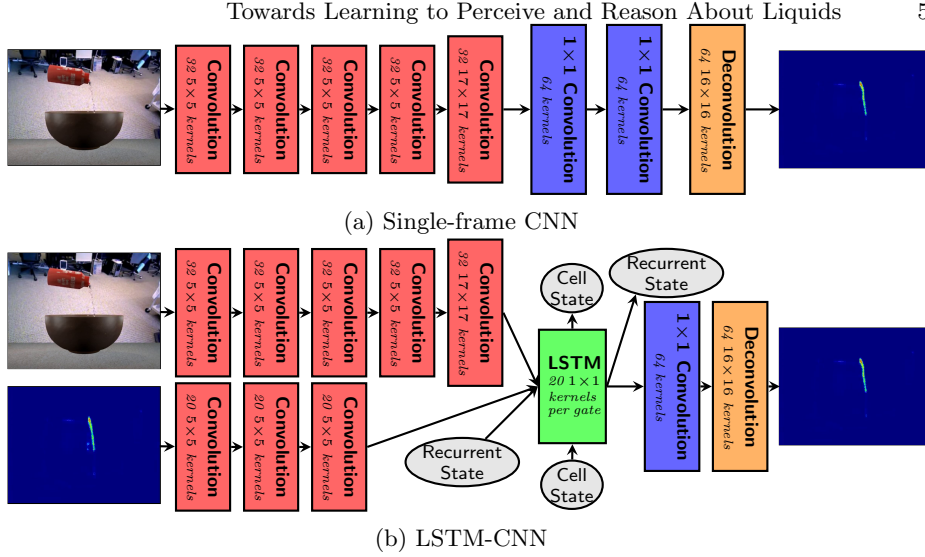 Towards Learning to Perceive and Reason About Liquids 5
Convolution
32 5×5 kernels
Convolution
32 5×5 kernels
Convolution
32 5×5 kernels
Convolution
32 5×5 kernels
Convolution
32 17×17 kernels
1×1 Convolution
64 kernels
1×1 Convolution
64 kernels
Deconvolution
64 16×16 kernels
(a) Single-frame CNN
Convolution
32 5×5 kernels
Convolution
32 5×5 kernels
Convolution
32 5×5 kernels
Convolution
32 5×5 kernels
Convolution
32 17×17 kernels
Convolution
20 5×5 kernels
Convolution
20 5×5 kernels
Convolution
20 5×5 kernels
Recurrent
State
Cell
State
LSTM
20 1×1
kernels
per gate
Cell
State
Recurrent
State
1×1 Convolution
64 kernels
Deconvolution
64 16×16 kernels
(b) LSTM-CNN